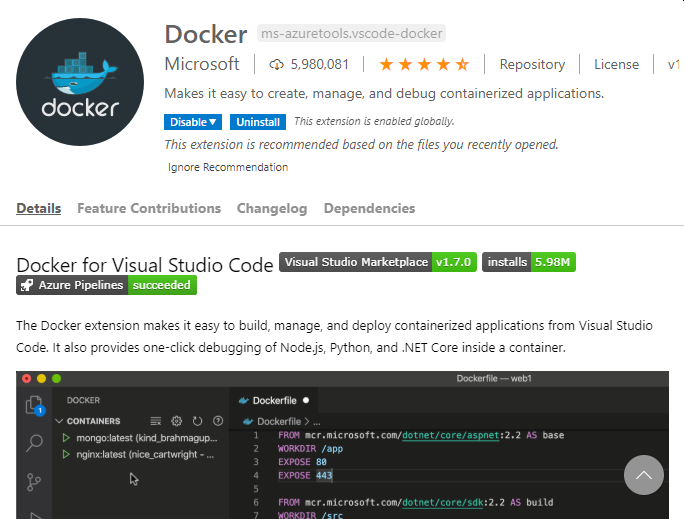 Docker ms-azuretools.vscode-docker
Microsoft 5,980,081 Repository License v1
Makes it easy to create, manage, and debug containerized applications.
Disable Uninstall This extension is enabled globally.
This extension is recommended based on the files you recently opened.
Ignore Recommendation
docker
Details Feature Contributions Changelog Dependencies
Docker for Visual Studio Code Visual Studio Marketplace v1.7.0 installs 5.98M
Azure Pipelines succeeded
The Docker extension makes it easy to build, manage, and deploy containerized applications from Visual Studio
Code. It also provides one-click debugging of Node.js, Python, and .NET Core inside a container.
Dockerfile — web1
DOCKER Dockerfile
1
CONTAINERS Dockerfile > ...
mongo:latest (kind_brahmagup...
nginx:latest (nice_cartwright - ...
1 FROM mcr.microsoft.com/dotnet/core/aspnet:2.2 AS base
2 WORKDIR /app
3 EXPOSE 80
4 EXPOSE 443
5
6 FROM mcr.microsoft.com/dotnet/core/sdk:2.2 AS build
7 WORKDIR /src